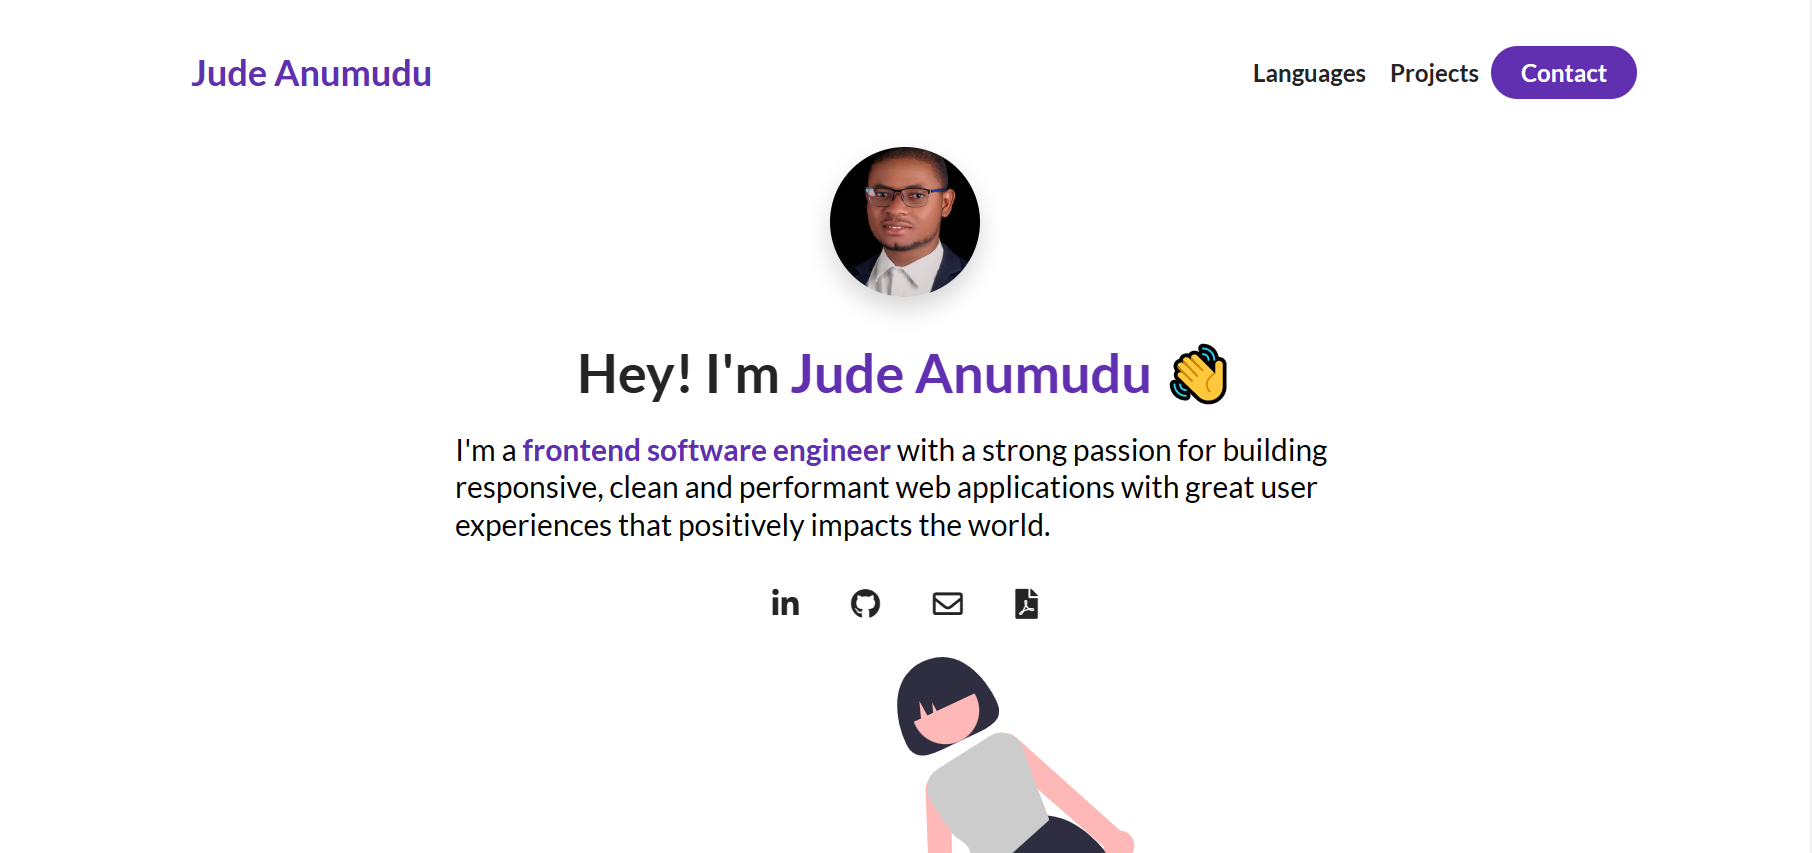 Jude Anumudu
Languages Projects Contact
Hey! I'm Jude Anumudu
I'm a frontend software engineer with a strong passion for building
responsive, clean and performant web applications with great user
experiences that positively impacts the world.
in